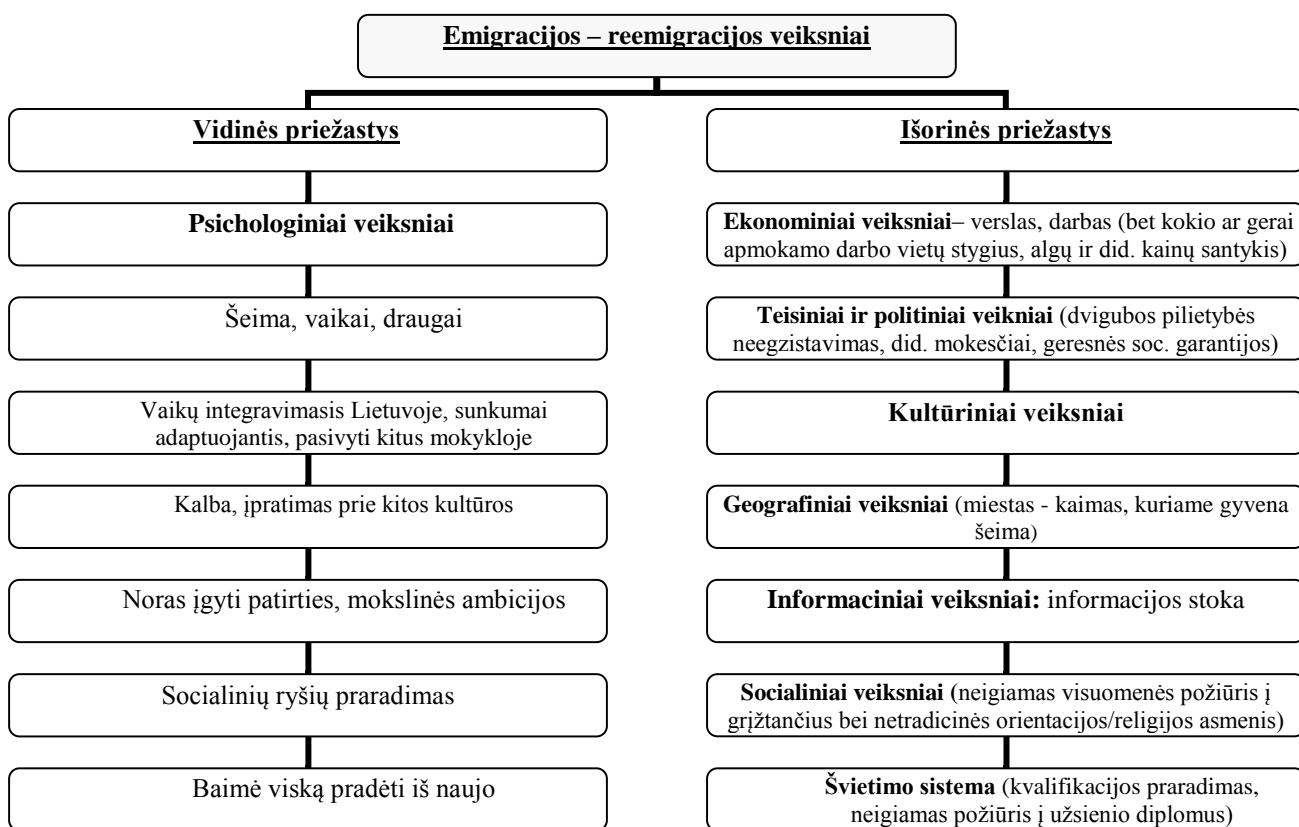 Emigracijos – reemigracijos veiksniai
Vidinės priežastys
Psichologiniai veiksniai
Šeima, vaikai, draugai
Vaikų integravimasis Lietuvoje, sunkumai
adaptuojantis, pasivyti kitus mokykloje
Kalba, įpratimas prie kitos kultūros
Noras įgyti patirties, mokslinės ambicijos
Socialinių ryšių praradimas
Baimė viską pradėti iš naujo
Išorinės priežastys
Ekonominiai veiksniai– verslas, darbas (bet kokio ar gerai
apmokamo darbo vietų stygius, algų ir did. kainų santykis)
Teisiniai ir politiniai veikniai (dvigubos pilietybės
neegzistavimas, did. mokesčiai, geresnės soc. garantijos)
Kultūriniai veiksniai
Geografiniai veiksniai (miestas - kaimas, kuriame gyvena
šeima)
Informaciniai veiksniai: informacijos stoka
Socialiniai veiksniai (neigiamas visuomenės požiūris į
grįžtančius bei netradicinės orientacijos/religijos asmenis)
Švietimo sistema (kvalifikacijos praradimas,
neigiamas požiūris į užsienio diplomus)